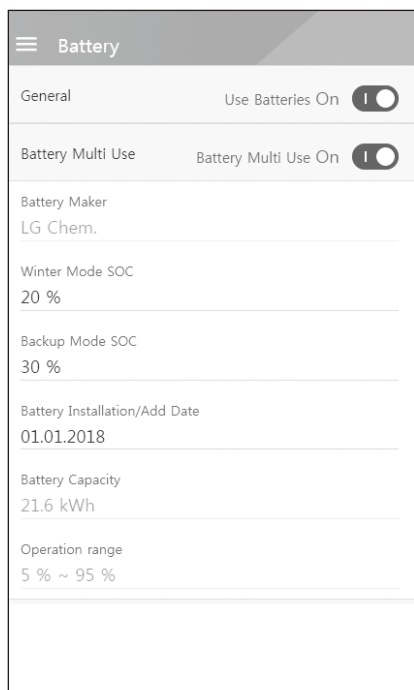 Battery
General Use Batteries On
Battery Multi Use Battery Multi Use On
Battery Maker
LG Chem.
Winter Mode SOC
20 %
Backup Mode SOC
30 %
Battery Installation/Add Date
01.01.2018
Battery Capacity
21.6 kWh
Operation range
5 % ~ 95 %